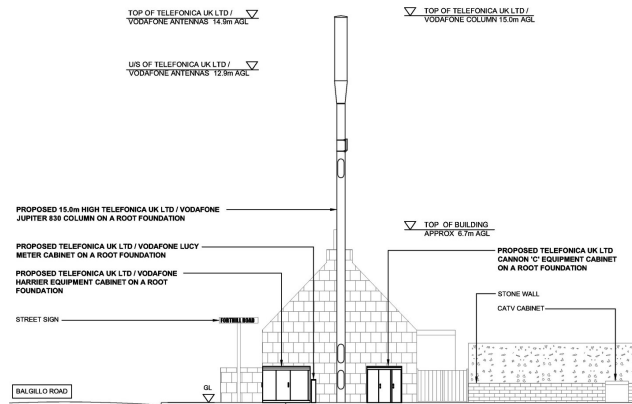 TOP OF TELEFONICA UK LTD /
VODAFONE ANTENNAS 14.9m AGL
TOP OF TELEFONICA UK LTD /
VODAFONE COLUMN 15.0m AGL
U/S OF TELEFONICA UK LTD /
VODAFONE ANTENNAS 12.9m AGL
PROPOSED 15.0m HIGH TELEFONICA UK LTD / VODAFONE
JUPITER 830 COLUMN ON A ROOT FOUNDATION
TOP OF BUILDING
APPROX 6.7m AGL
PROPOSED TELEFONICA UK LTD / VODAFONE LUCY
METER CABINET ON A ROOT FOUNDATION
PROPOSED TELEFONICA UK LTD
CANNON 'C' EQUIPMENT CABINET
ON A ROOT FOUNDATION
PROPOSED TELEFONICA UK LTD / VODAFONE
HARRIER EQUIPMENT CABINET ON A ROOT
FOUNDATION
STONE WALL
CATV CABINET
STREET SIGN
FORTHILL ROAD
BALGILLO ROAD
GL